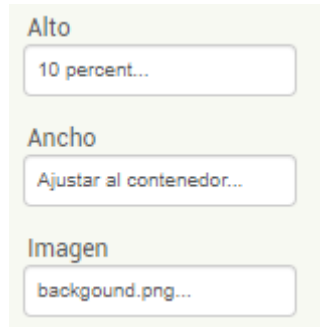 Alto
10 percent...
Ancho
Ajustar al contenedor...
Imagen
backgound.png...